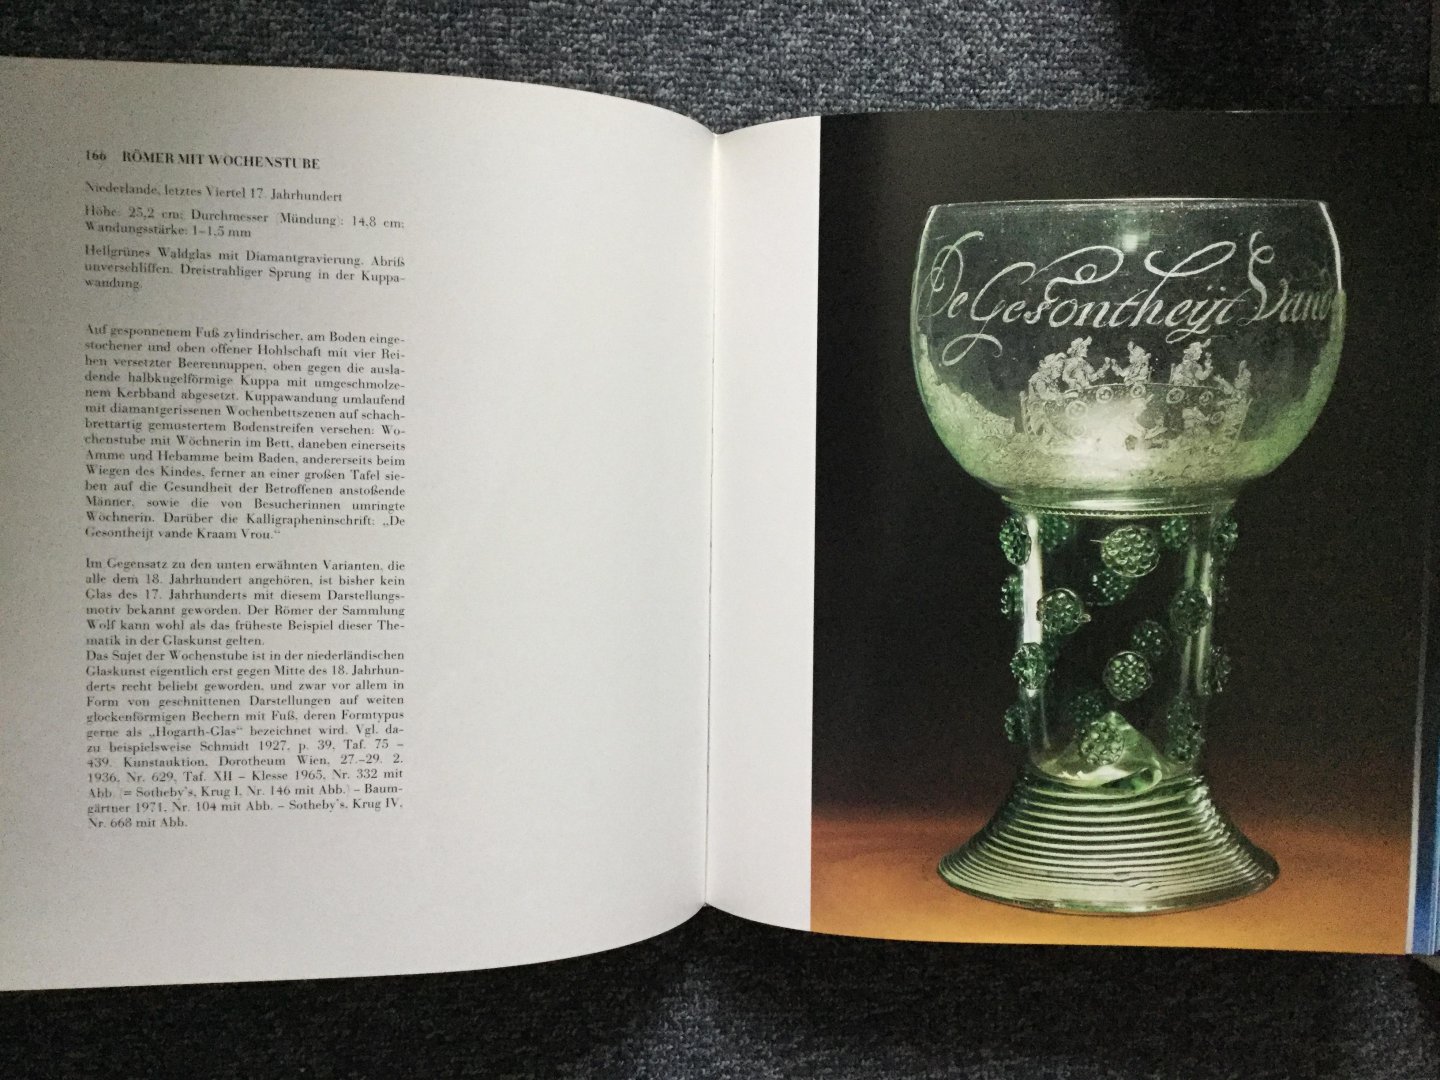 166 RÖMER MIT WOCHENSTUBE
Niederlande, letztes Viertel 17. Jahrhundert
Höhe: 25,2 cm; Durchmesser (Mündung): 14,8 cm;
Wandungsstärke: 1–1,5 mm
Hellgrünes Waldglas mit Diamantgravierung. Abriß
unverschliffen. Dreistrahliger Sprung in der Kuppa-
wandung.
Auf gesponnenem Fuß zylindrischer, am Boden einge-
stochener und oben offener Hohlschaft mit vier Rei-
hen versetzter Beerennuppen, oben gegen die ausla-
dende halbkugelförmige Kuppa mit umgeschmolze-
nem Kerbband abgesetzt. Kuppawandung umlaufend
mit diamantgerissenen Wochenbettszenen auf schach-
brettartig gemustertem Bodenstreifen versehen: Wo-
chenstube mit Wöchnerin im Bett, daneben einerseits
Amme und Hebamme beim Baden, andererseits beim
Wiegen des Kindes, ferner an einer großen Tafel sie-
ben auf die Gesundheit der Betroffenen anstoßende
Männer, sowie die von Besucherinnen umringte
Wöchnerin. Darüber die Kalligrapheninschrift: „De
Gesontheijt vande Kraam Vrou.“
Im Gegensatz zu den unten erwähnten Varianten, die
alle dem 18. Jahrhundert angehören, ist bisher kein
Glas des 17. Jahrhunderts mit diesem Darstellungs-
motiv bekannt geworden. Der Römer der Sammlung
Wolf kann wohl als das früheste Beispiel dieser The-
matik in der Glaskunst gelten.
Das Sujet der Wochenstube ist in der niederländischen
Glaskunst eigentlich erst gegen Mitte des 18. Jahrhun-
derts recht beliebt geworden, und zwar vor allem in
Form von geschnittenen Darstellungen auf weiten
glockenförmigen Bechern mit Fuß, deren Formtypus
gerne als „Hogarth-Glas“ bezeichnet wird. Vgl. da-
zu beispielsweise Schmidt 1927, p. 39, Taf. 75 –
439. Kunstauktion, Dorotheum Wien, 27.–29. 2.
1936, Nr. 629, Taf. XII – Klesse 1965, Nr. 332 mit
Abb. (= Sotheby's, Krug I, Nr. 146 mit Abb.) – Baum-
gärtner 1971, Nr. 104 mit Abb. – Sotheby's, Krug IV,
Nr. 668 mit Abb.
De Gesontheijt Vande